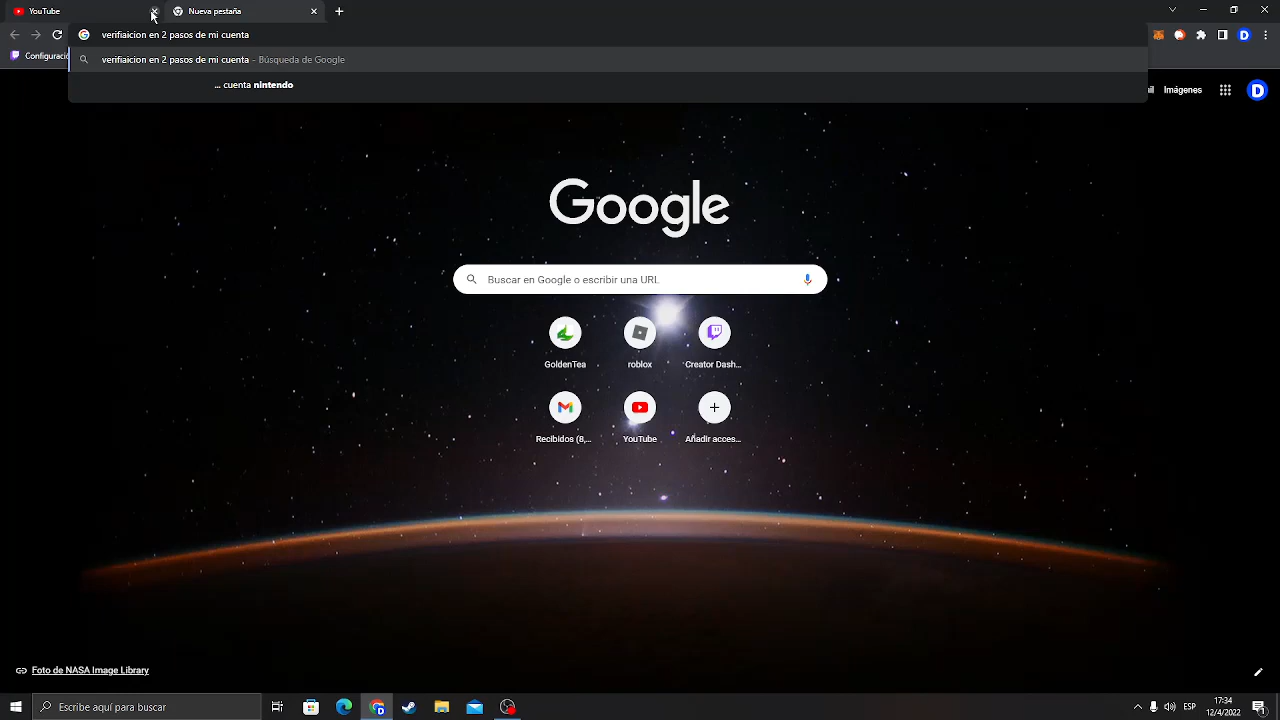 YouTube
Nueva pestaña
verifiaicion en 2 pasos de mi cuenta
verifiaicion en 2 pasos de mi cuenta - Búsqueda de Google
... cuenta nintendo
Configuració
il
Imágenes
D
D
Google
Buscar en Google o escribir una URL
GoldenTea
roblox
Creator Dash...
Recibidos (8,...
YouTube
Añadir acces...
Foto de NASA Image Library
Escribe aquí para buscar
ESP
17:34
12/4/2022